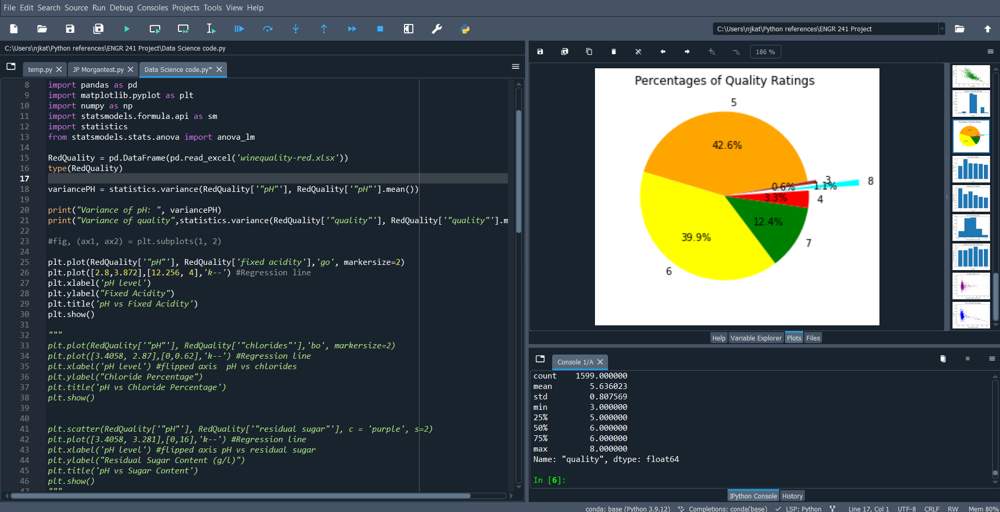 File Edit Search Source Run Debug Consoles Projects Tools View Help
C:\Users\njkat\Python references\ENGR 241 Project
C:\Users\njkat\Python references\ENGR 241 Project\Data Science code.py
temp.py JP Morgantest.py Data Science code.py*
8 import pandas as pd
9 import matplotlib.pyplot as plt
10 import numpy as np
11 import statsmodels.formula.api as sm
12 import statistics
13 from statsmodels.stats.anova import anova_lm
14
15 RedQuality = pd.DataFrame(pd.read_excel('winequality-red.xlsx'))
16 type(RedQuality)
17
18 variancePH = statistics.variance(RedQuality['"pH"'], RedQuality['"pH"'].mean())
19
20 print("Variance of pH: ", variancePH)
21 print("Variance of quality",statistics.variance(RedQuality['"quality"'], RedQuality['"quality"'].m
22
23 #fig, (ax1, ax2) = plt.subplots(1, 2)
24
25 plt.plot(RedQuality['"pH"'], RedQuality['fixed acidity'],'go', markersize=2)
26 plt.plot([2.8,3.872],[12.256, 4],'k--') #Regression line
27 plt.xlabel('pH level')
28 plt.ylabel("Fixed Acidity")
29 plt.title('pH vs Fixed Acidity')
30 plt.show()
31
32 """
33 plt.plot(RedQuality['"pH"'], RedQuality['"chlorides"'],'bo', markersize=2)
34 plt.plot([3.4058, 2.87],[0,0.62],'k--') #Regression line
35 plt.xlabel('pH level') #flipped axis  pH vs chlorides
36 plt.ylabel("Chloride Percentage")
37 plt.title('pH vs Chloride Percentage')
38 plt.show()
39
40
41 plt.scatter(RedQuality['"pH"'], RedQuality['"residual sugar"'], c = 'purple', s=2)
42 plt.plot([3.4058, 3.281],[0,16],'k--') #Regression line
43 plt.xlabel('pH level') #flipped axis pH vs residual sugar
44 plt.ylabel("Residual Sugar Content (g/l)")
45 plt.title('pH vs Sugar Content')
46 plt.show()
47 """
186 %
Percentages of Quality Ratings
5
42.6%
3
8
0.6%
1.1%
3.3%
4
12.4%
39.9%
7
6
Help Variable Explorer Plots Files
Console 1/A
count 1599.000000
mean 5.636023
std 0.807569
min 3.000000
25% 5.000000
50% 6.000000
75% 6.000000
max 8.000000
Name: "quality", dtype: float64
In [6]:
IPython Console History
conda: base (Python 3.9.12) Completions: conda(base) LSP: Python Line 17, Col 1 UTF-8 CRLF RW Mem 80%